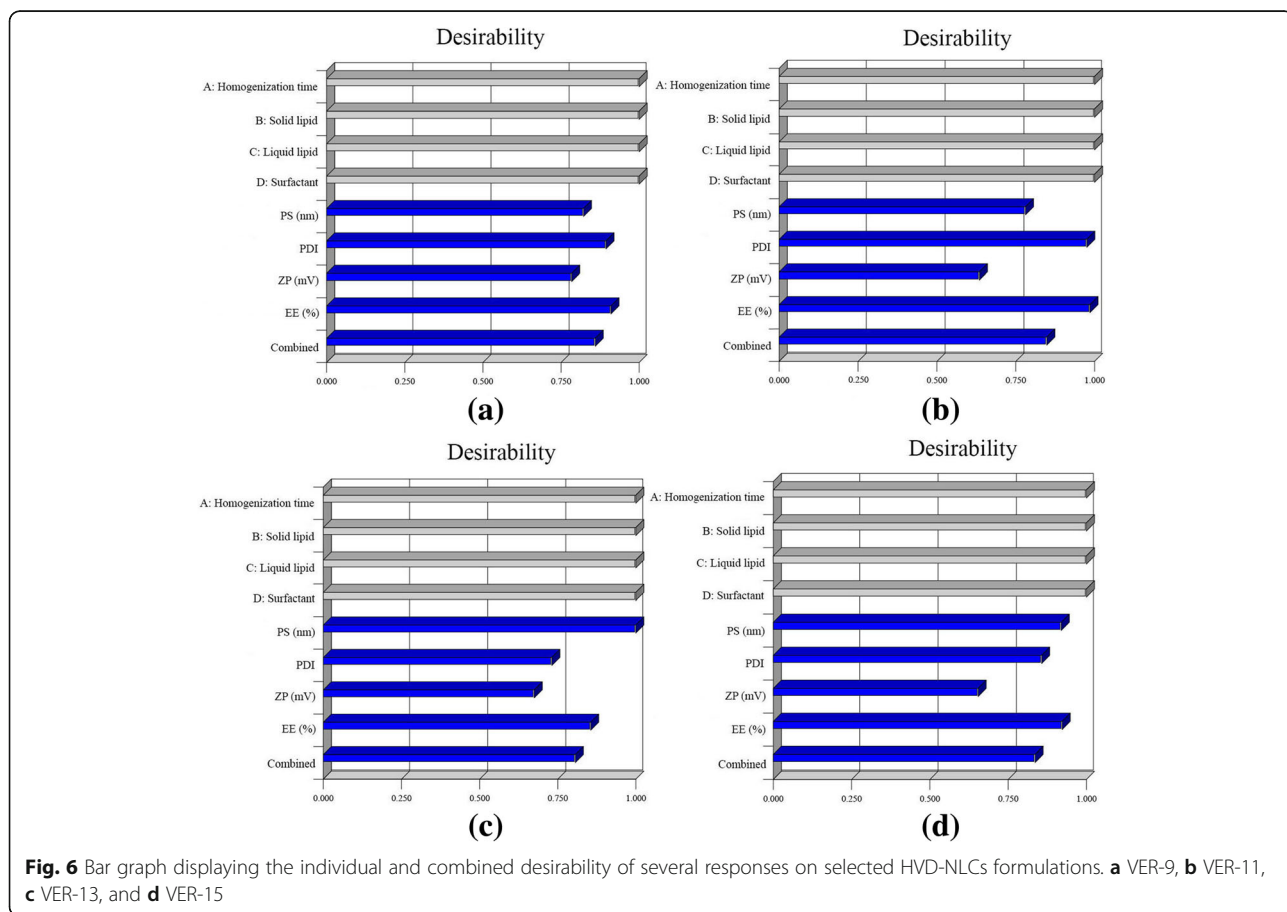 Desirability
A: Homogenization time
B: Solid lipid
C: Liquid lipid
D: Surfactant
PS (nm)
PDI
ZP (mV)
EE (%)
Combined
0.000 0.250 0.500 0.750 1.000
(a)
Desirability
A: Homogenization time
B: Solid lipid
C: Liquid lipid
D: Surfactant
PS (nm)
PDI
ZP (mV)
EE (%)
Combined
0.000 0.250 0.500 0.750 1.000
(b)
Desirability
A: Homogenization time
B: Solid lipid
C: Liquid lipid
D: Surfactant
PS (nm)
PDI
ZP (mV)
EE (%)
Combined
0.000 0.250 0.500 0.750 1.000
(c)
Desirability
A: Homogenization time
B: Solid lipid
C: Liquid lipid
D: Surfactant
PS (nm)
PDI
ZP (mV)
EE (%)
Combined
0.000 0.250 0.500 0.750 1.000
(d)
Fig. 6 Bar graph displaying the individual and combined desirability of several responses on selected HVD-NLCs formulations. a VER-9, b VER-11,
c VER-13, and d VER-15